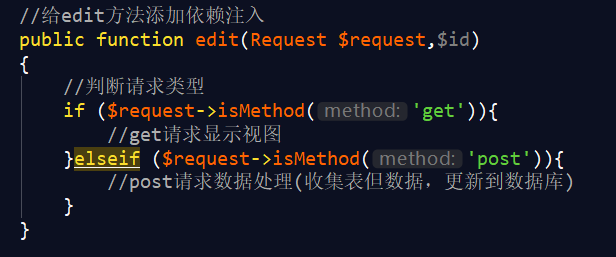 //给edit方法添加依赖注入
public function edit(Request $request,$id)
{
//判断请求类型
if ($request->isMethod( method: 'get')){
//get请求显示视图
}elseif ($request->isMethod( method: 'post')){
//post请求数据处理(收集表但数据，更新到数据库)
}
}